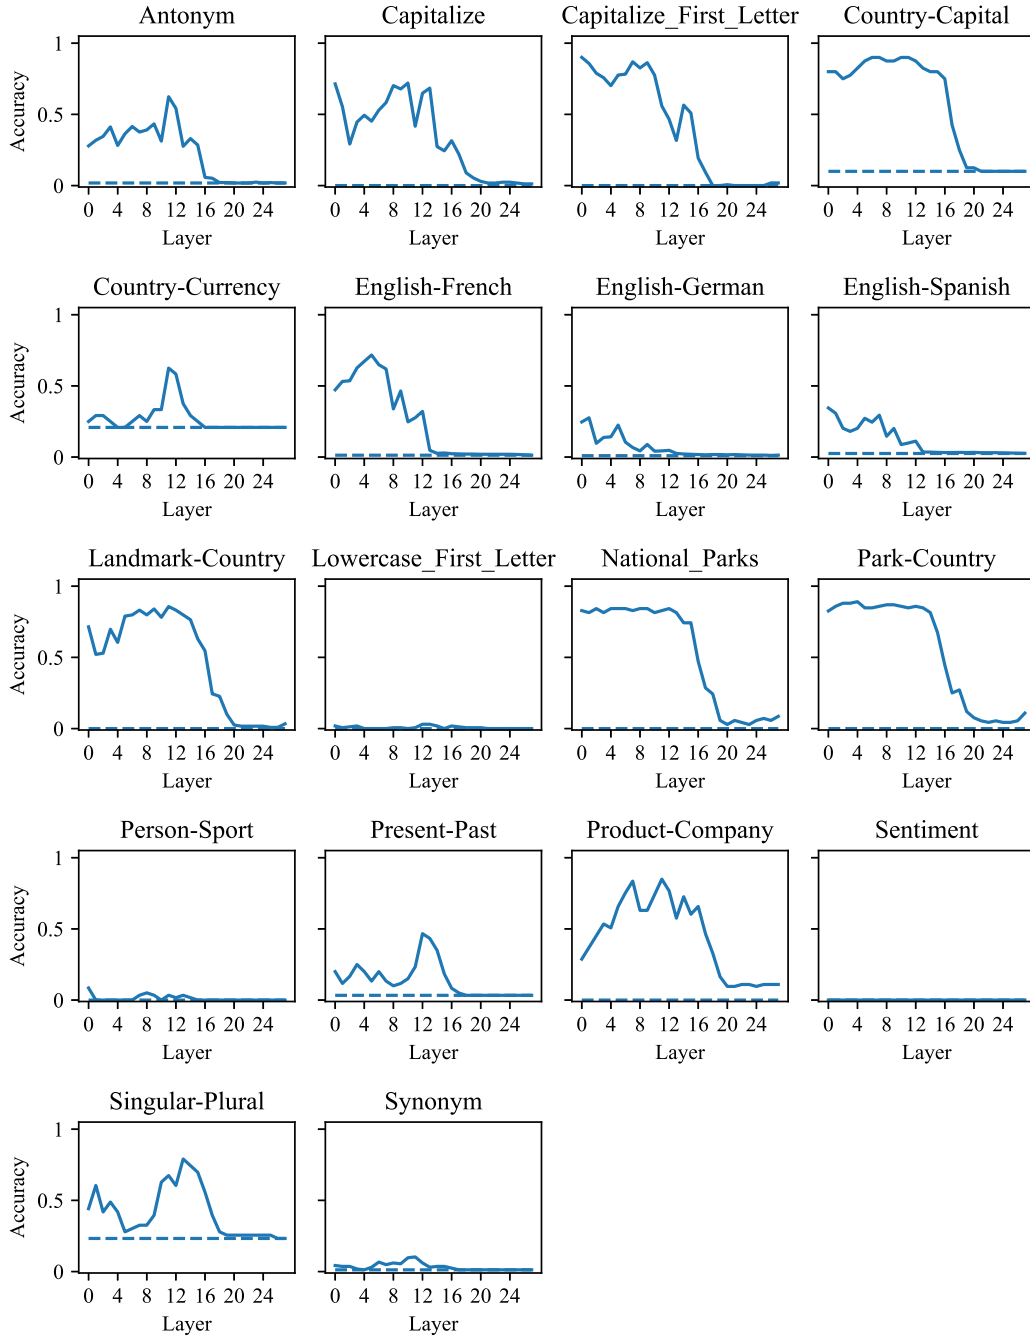 Antonym Capitalize Capitalize_First_Letter Country-Capital
1
Accuracy
0.5
0
0 4 8 12 16 20 24 0 4 8 12 16 20 24 0 4 8 12 16 20 24 0 4 8 12 16 20 24
Layer Layer Layer Layer
Country-Currency English-French English-German English-Spanish
1
Accuracy
0.5
0
0 4 8 12 16 20 24 0 4 8 12 16 20 24 0 4 8 12 16 20 24 0 4 8 12 16 20 24
Layer Layer Layer Layer
Landmark-Country Lowercase_First_Letter National_Parks Park-Country
1
Accuracy
0.5
0
0 4 8 12 16 20 24 0 4 8 12 16 20 24 0 4 8 12 16 20 24 0 4 8 12 16 20 24
Layer Layer Layer Layer
Person-Sport Present-Past Product-Company Sentiment
1
Accuracy
0.5
0
0 4 8 12 16 20 24 0 4 8 12 16 20 24 0 4 8 12 16 20 24 0 4 8 12 16 20 24
Layer Layer Layer Layer
Singular-Plural Synonym
1
Accuracy
0.5
0
0 4 8 12 16 20 24 0 4 8 12 16 20 24
Layer Layer